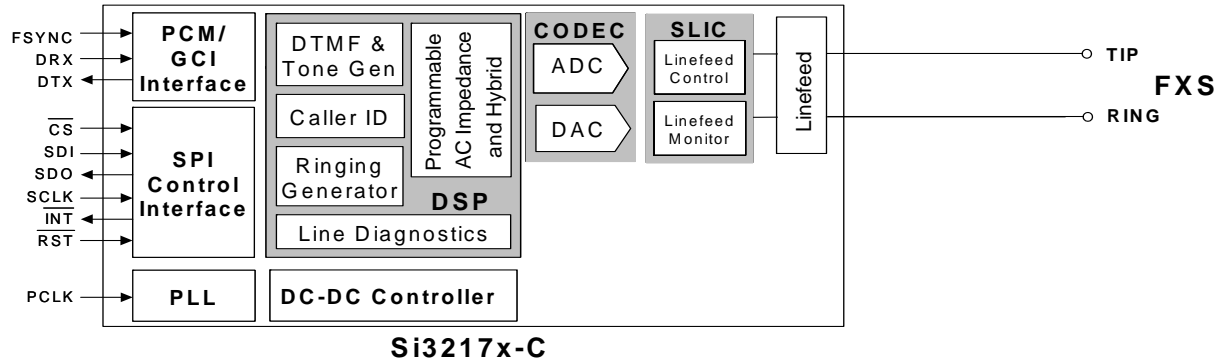 FSYNC
DRX
DTX
PCM/
GCI
Interface
CS
SDI
SDO
SCLK
INT
RST
SPI
Control
Interface
PCLK
PLL
DTMF &
Tone Gen
Caller ID
Ringing
Generator
Programmable
AC Impedance
and Hybrid
DSP
Line Diagnostics
DC-DC Controller
CODEC
ADC
DAC
SLIC
Linefeed
Control
Linefeed
Monitor
Linefeed
TIP
FXS
RING
Si3217x-C